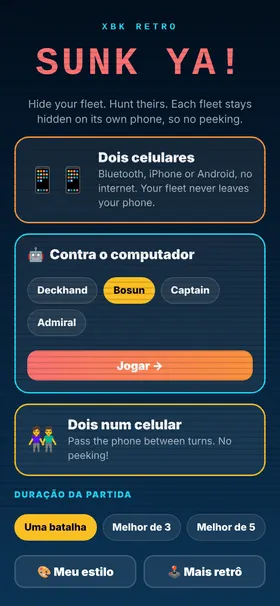 XBK RETRO
SUNK YA!
Hide your fleet. Hunt theirs. Each fleet stays
hidden on its own phone, so no peeking.
Dois celulares
Bluetooth, iPhone or Android, no
internet. Your fleet never leaves
your phone.
Contra o computador
Deckhand Bosun Captain
Admiral
Jogar →
Dois num celular
Pass the phone between turns. No
peeking!
DURAÇÃO DA PARTIDA
Uma batalha Melhor de 3 Melhor de 5
Meu estilo Mais retrô